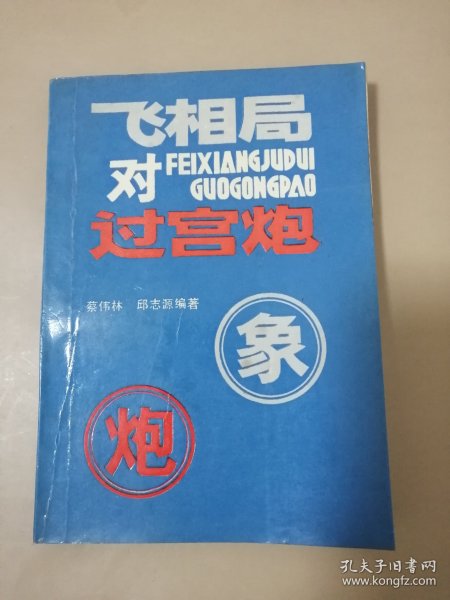 飞相局
对 FEIXIANGJUDUI
GUOGONGPAO
过宫炮
蔡伟林 邱志源编著
象
炮
孔夫子旧书网
www.kongfz.com